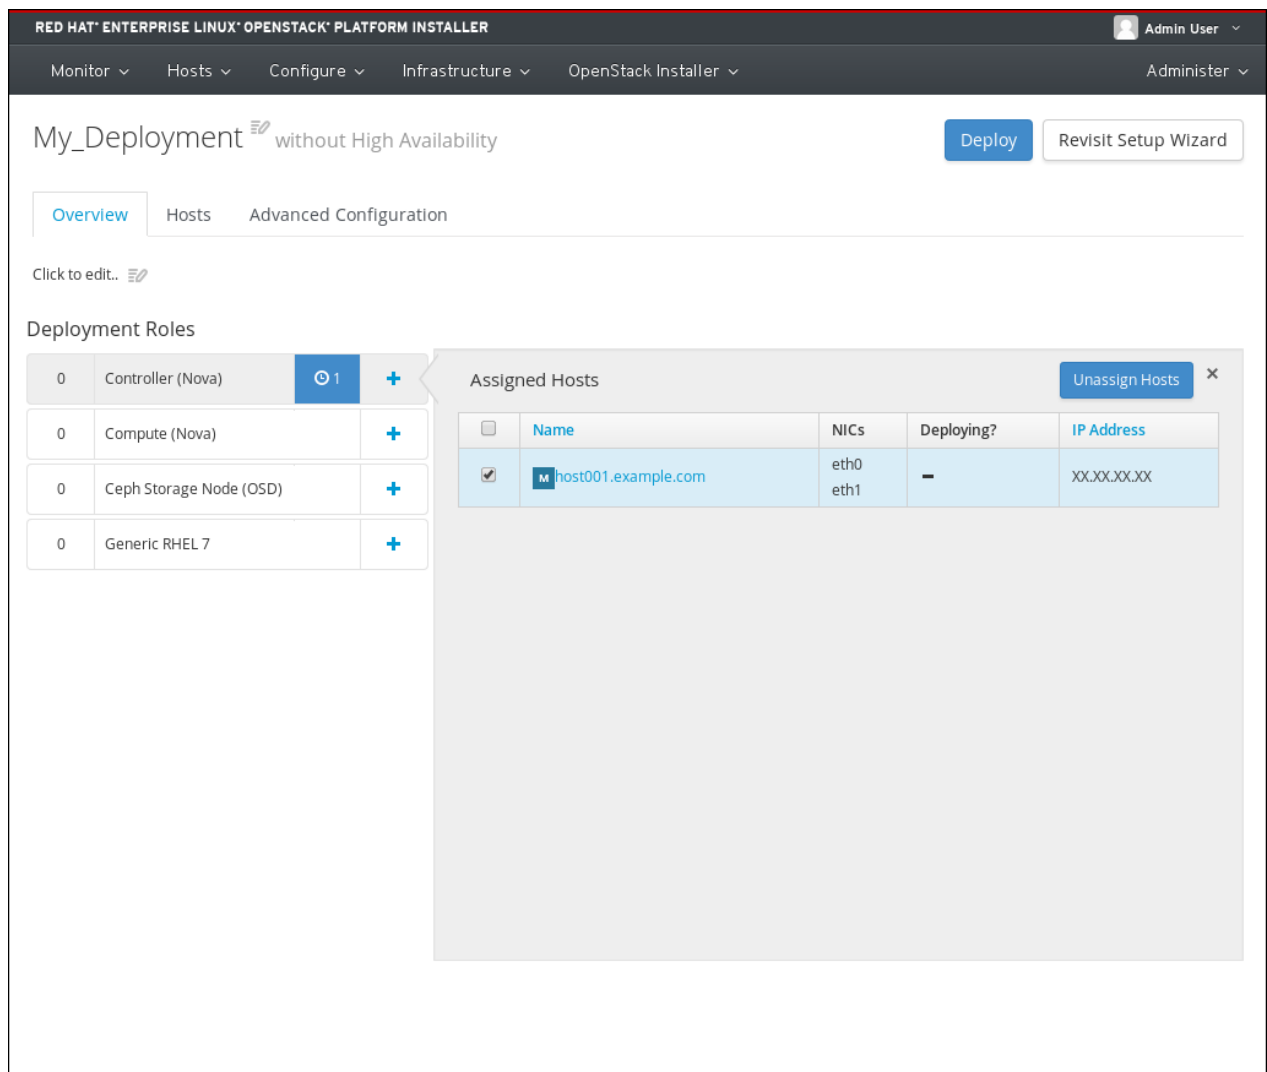 RED HAT® ENTERPRISE LINUX® OPENSTACK® PLATFORM INSTALLER
Admin User
Monitor Hosts Configure Infrastructure OpenStack Installer Administer
My_Deployment without High Availability
Deploy Revisit Setup Wizard
Overview Hosts Advanced Configuration
Click to edit..
Deployment Roles
0 Controller (Nova) 1 +
0 Compute (Nova) +
0 Ceph Storage Node (OSD) +
0 Generic RHEL 7 +
Assigned Hosts Unassign Hosts ×
Name NICs Deploying? IP Address
M host001.example.com eth0 – XX.XX.XX.XX
eth1